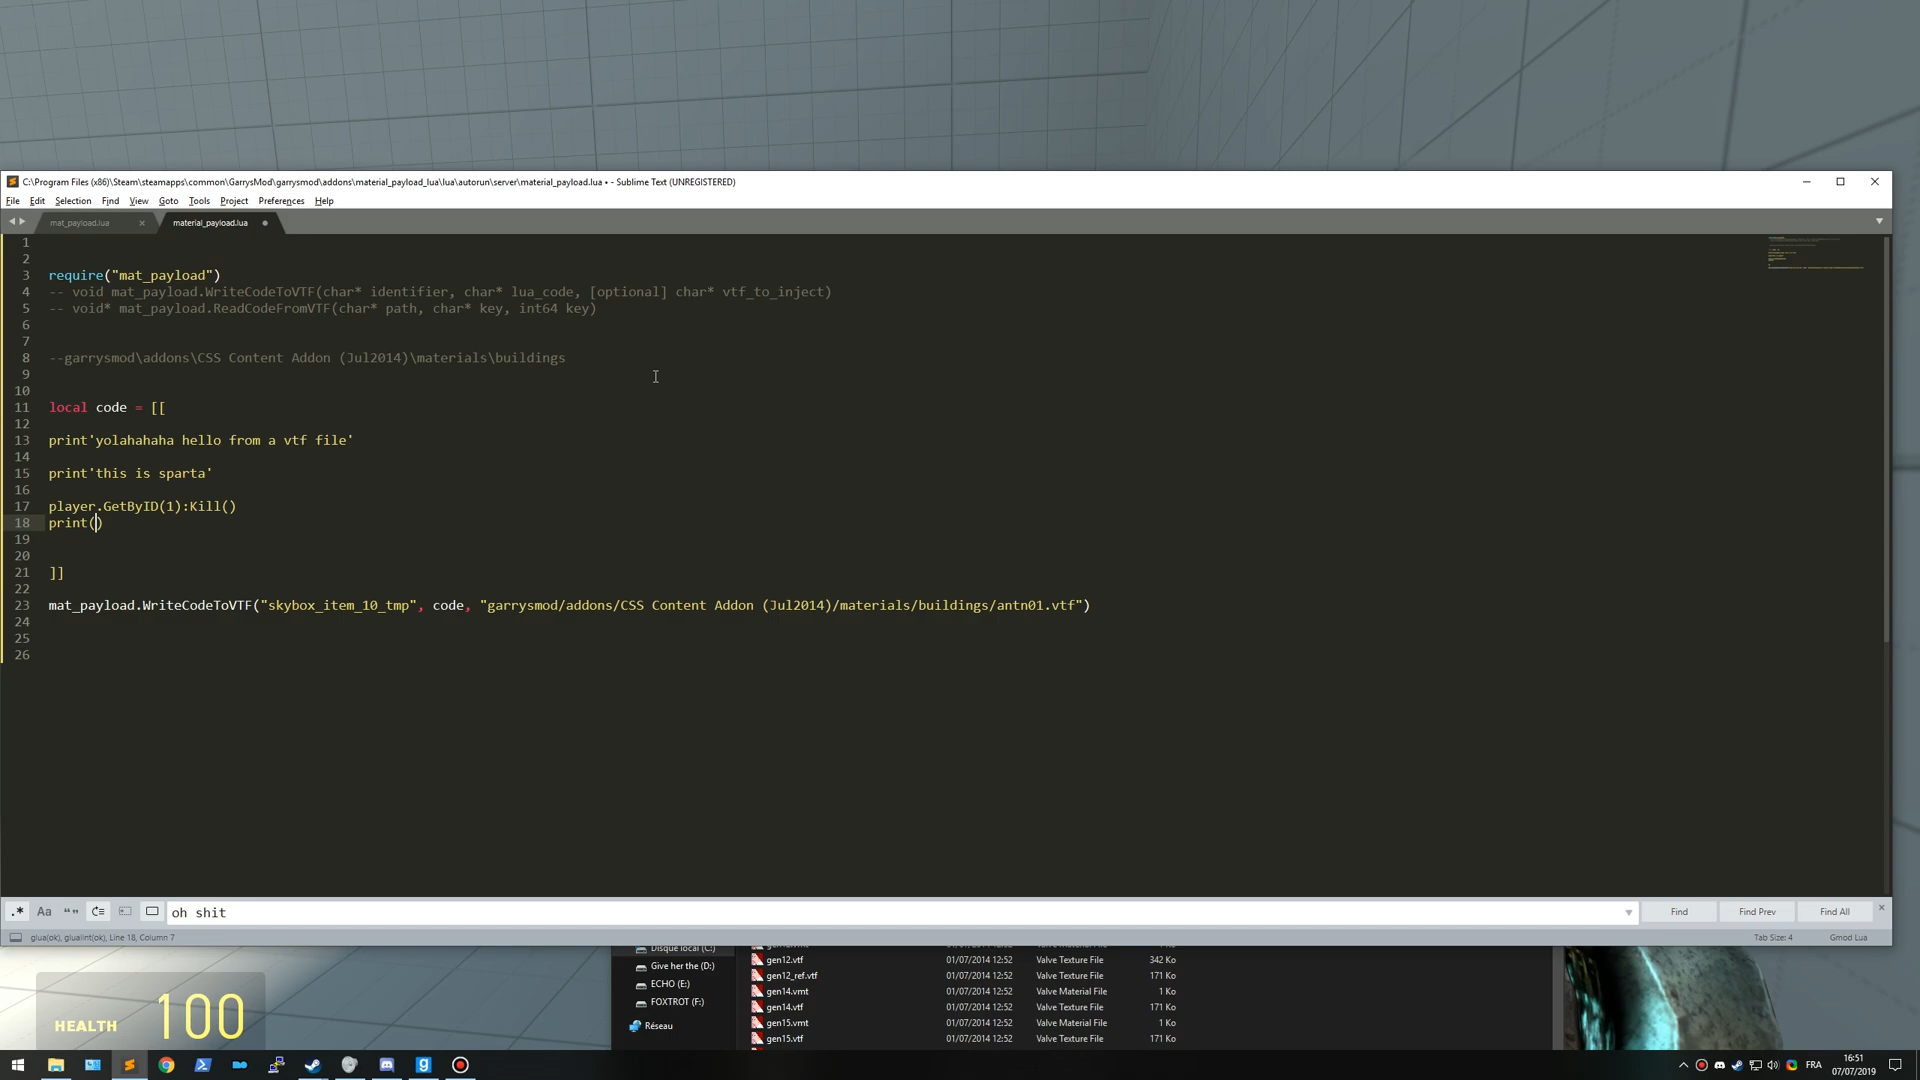 C:\Program Files (x86)\Steam\steamapps\common\GarrysMod\garrysmod\addons\material_payload_lua\lua\autorun\server\material_payload.lua • - Sublime Text (UNREGISTERED)
File Edit Selection Find View Goto Tools Project Preferences Help
mat_payload.lua material_payload.lua
1
2
3 require("mat_payload")
4 -- void mat_payload.WriteCodeToVTF(char* identifier, char* lua_code, [optional] char* vtf_to_inject)
5 -- void* mat_payload.ReadCodeFromVTF(char* path, char* key, int64 key)
6
7
8 --garrysmod\addons\CSS Content Addon (Jul2014)\materials\buildings
9
10
11 local code = [[
12
13 print'yolahahaha hello from a vtf file'
14
15 print'this is sparta'
16
17 player.GetByID(1):Kill()
18 print()
19
20
21 ]]
22
23 mat_payload.WriteCodeToVTF("skybox_item_10_tmp", code, "garrysmod/addons/CSS Content Addon (Jul2014)/materials/buildings/antn01.vtf")
24
25
26
.* Aa “” oh shit Find Find Prev Find All
glua(ok), glualint(ok), Line 18, Column 7 Tab Size: 4 Gmod Lua
Disque local (C:)
gen12.vtf 01/07/2014 12:52 Valve Texture File 342 Ko
Give her the (D:) gen12_ref.vtf 01/07/2014 12:52 Valve Texture File 171 Ko
ECHO (E:) gen14.vmt 01/07/2014 12:52 Valve Material File 1 Ko
FOXTROT (F:) gen14.vtf 01/07/2014 12:52 Valve Texture File 171 Ko
Réseau gen15.vmt 01/07/2014 12:52 Valve Material File 1 Ko
gen15.vtf 01/07/2014 12:52 Valve Texture File 171 Ko
HEALTH 100
FRA 16:51
07/07/2019